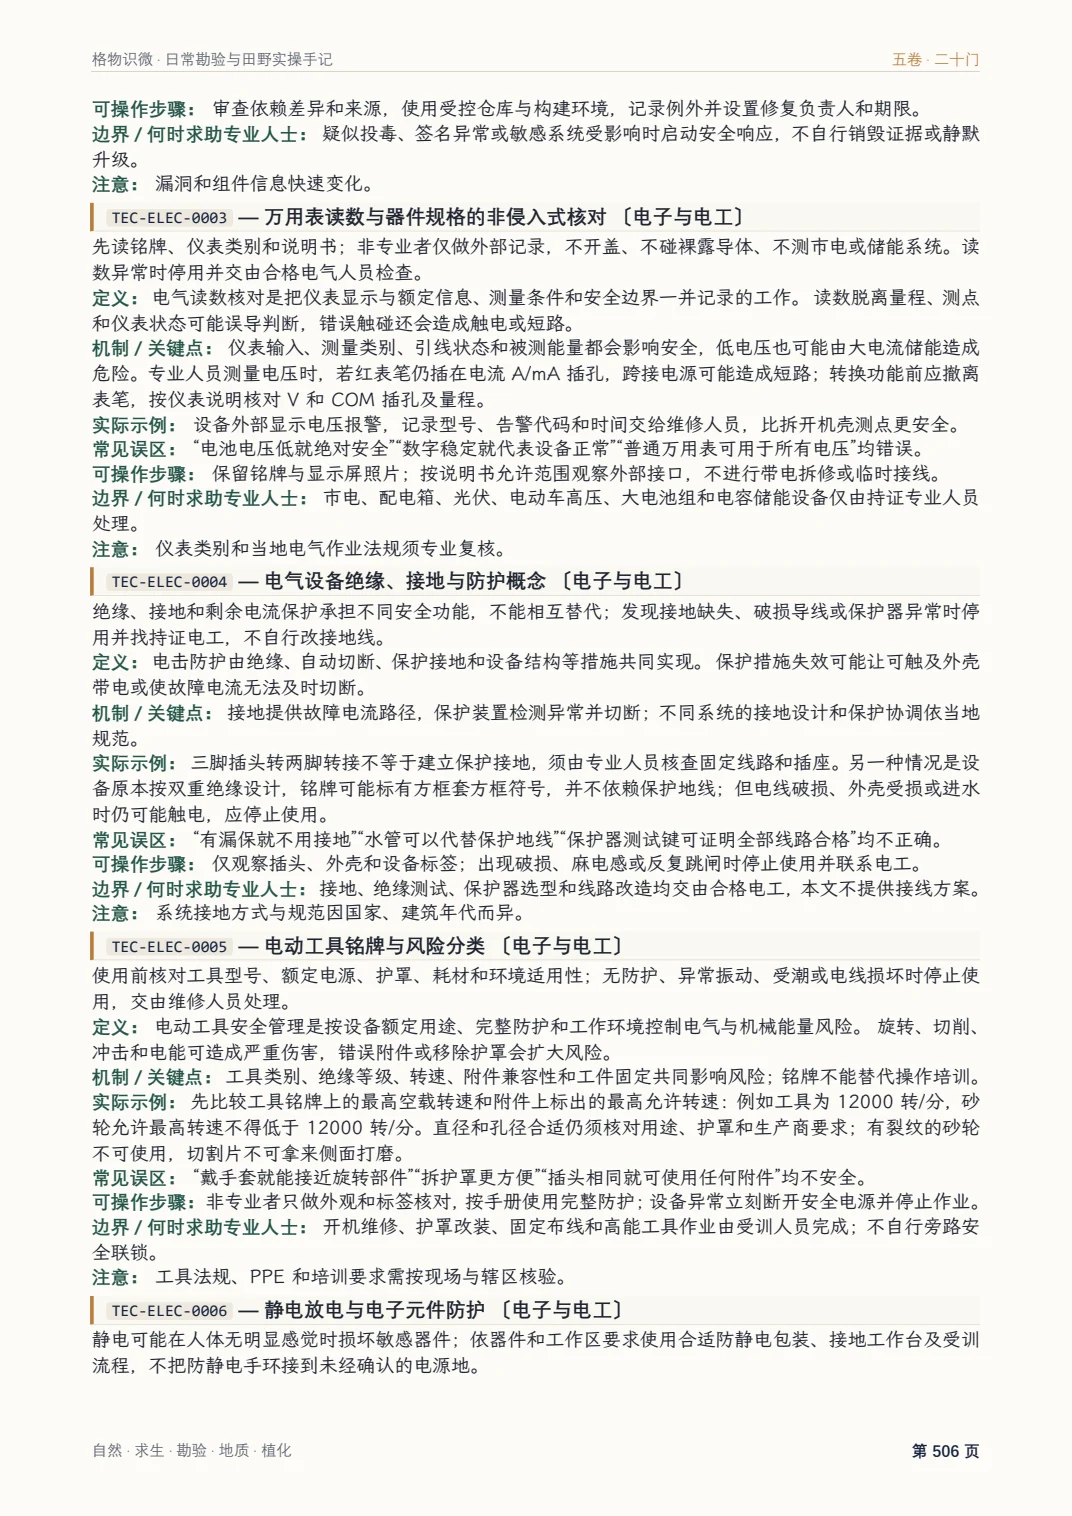 格物识微 · 日常勘验与田野实操手记
五卷 · 二十门
可操作步骤： 审查依赖差异和来源，使用受控仓库与构建环境，记录例外并设置修复负责人和期限。
边界 / 何时求助专业人士： 疑似投毒、签名异常或敏感系统受影响时启动安全响应，不自行销毁证据或静默
升级。
注意： 漏洞和组件信息快速变化。
TEC-ELEC-0003 — 万用表读数与器件规格的非侵入式核对 〔电子与电工〕
先读铭牌、仪表类别和说明书；非专业者仅做外部记录，不开盖、不碰裸露导体、不测市电或储能系统。读
数异常时停用并交由合格电气人员检查。
定义： 电气读数核对是把仪表显示与额定信息、测量条件和安全边界一并记录的工作。 读数脱离量程、测点
和仪表状态可能误导判断，错误触碰还会造成触电或短路。
机制 / 关键点： 仪表输入、测量类别、引线状态和被测能量都会影响安全，低电压也可能由大电流储能造成
危险。专业人员测量电压时，若红表笔仍插在电流 A/mA 插孔，跨接电源可能造成短路；转换功能前应撤离
表笔，按仪表说明核对 V 和 COM 插孔及量程。
实际示例： 设备外部显示电压报警，记录型号、告警代码和时间交给维修人员，比拆开机壳测点更安全。
常见误区： “电池电压低就绝对安全”“数字稳定就代表设备正常”“普通万用表可用于所有电压”均错误。
可操作步骤： 保留铭牌与显示屏照片；按说明书允许范围观察外部接口，不进行带电拆修或临时接线。
边界 / 何时求助专业人士： 市电、配电箱、光伏、电动车高压、大电池组和电容储能设备仅由持证专业人员
处理。
注意： 仪表类别和当地电气作业法规须专业复核。
TEC-ELEC-0004 — 电气设备绝缘、接地与防护概念 〔电子与电工〕
绝缘、接地和剩余电流保护承担不同安全功能，不能相互替代；发现接地缺失、破损导线或保护器异常时停
用并找持证电工，不自行改接地线。
定义： 电击防护由绝缘、自动切断、保护接地和设备结构等措施共同实现。 保护措施失效可能让可触及外壳
带电或使故障电流无法及时切断。
机制 / 关键点： 接地提供故障电流路径，保护装置检测异常并切断；不同系统的接地设计和保护协调依当地
规范。
实际示例： 三脚插头转两脚转接不等于建立保护接地，须由专业人员核查固定线路和插座。另一种情况是设
备原本按双重绝缘设计，铭牌可能标有方框套方框符号，并不依赖保护地线；但电线破损、外壳受损或进水
时仍可能触电，应停止使用。
常见误区： “有漏保就不用接地”“水管可以代替保护地线”“保护器测试键可证明全部线路合格”均不正确。
可操作步骤： 仅观察插头、外壳和设备标签；出现破损、麻电感或反复跳闸时停止使用并联系电工。
边界 / 何时求助专业人士： 接地、绝缘测试、保护器选型和线路改造均交由合格电工，本文不提供接线方案。
注意： 系统接地方式与规范因国家、建筑年代而异。
TEC-ELEC-0005 — 电动工具铭牌与风险分类 〔电子与电工〕
使用前核对工具型号、额定电源、护罩、耗材和环境适用性；无防护、异常振动、受潮或电线损坏时停止使
用，交由维修人员处理。
定义： 电动工具安全管理是按设备额定用途、完整防护和工作环境控制电气与机械能量风险。 旋转、切削、
冲击和电能可造成严重伤害，错误附件或移除护罩会扩大风险。
机制 / 关键点： 工具类别、绝缘等级、转速、附件兼容性和工件固定共同影响风险；铭牌不能替代操作培训。
实际示例： 先比较工具铭牌上的最高空载转速和附件上标出的最高允许转速：例如工具为 12000 转/分，砂
轮允许最高转速不得低于 12000 转/分。直径和孔径合适仍须核对用途、护罩和生产商要求；有裂纹的砂轮
不可使用，切割片不可拿来侧面打磨。
常见误区： “戴手套就能接近旋转部件”“拆护罩更方便”“插头相同就可使用任何附件”均不安全。
可操作步骤： 非专业者只做外观和标签核对，按手册使用完整防护；设备异常立刻断开安全电源并停止作业。
边界 / 何时求助专业人士： 开机维修、护罩改装、固定布线和高能工具作业由受训人员完成；不自行旁路安
全联锁。
注意： 工具法规、PPE 和培训要求需按现场与辖区核验。
TEC-ELEC-0006 — 静电放电与电子元件防护 〔电子与电工〕
静电可能在人体无明显感觉时损坏敏感器件；依器件和工作区要求使用合适防静电包装、接地工作台及受训
流程，不把防静电手环接到未经确认的电源地。
自然 · 求生 · 勘验 · 地质 · 植化
第 506 页